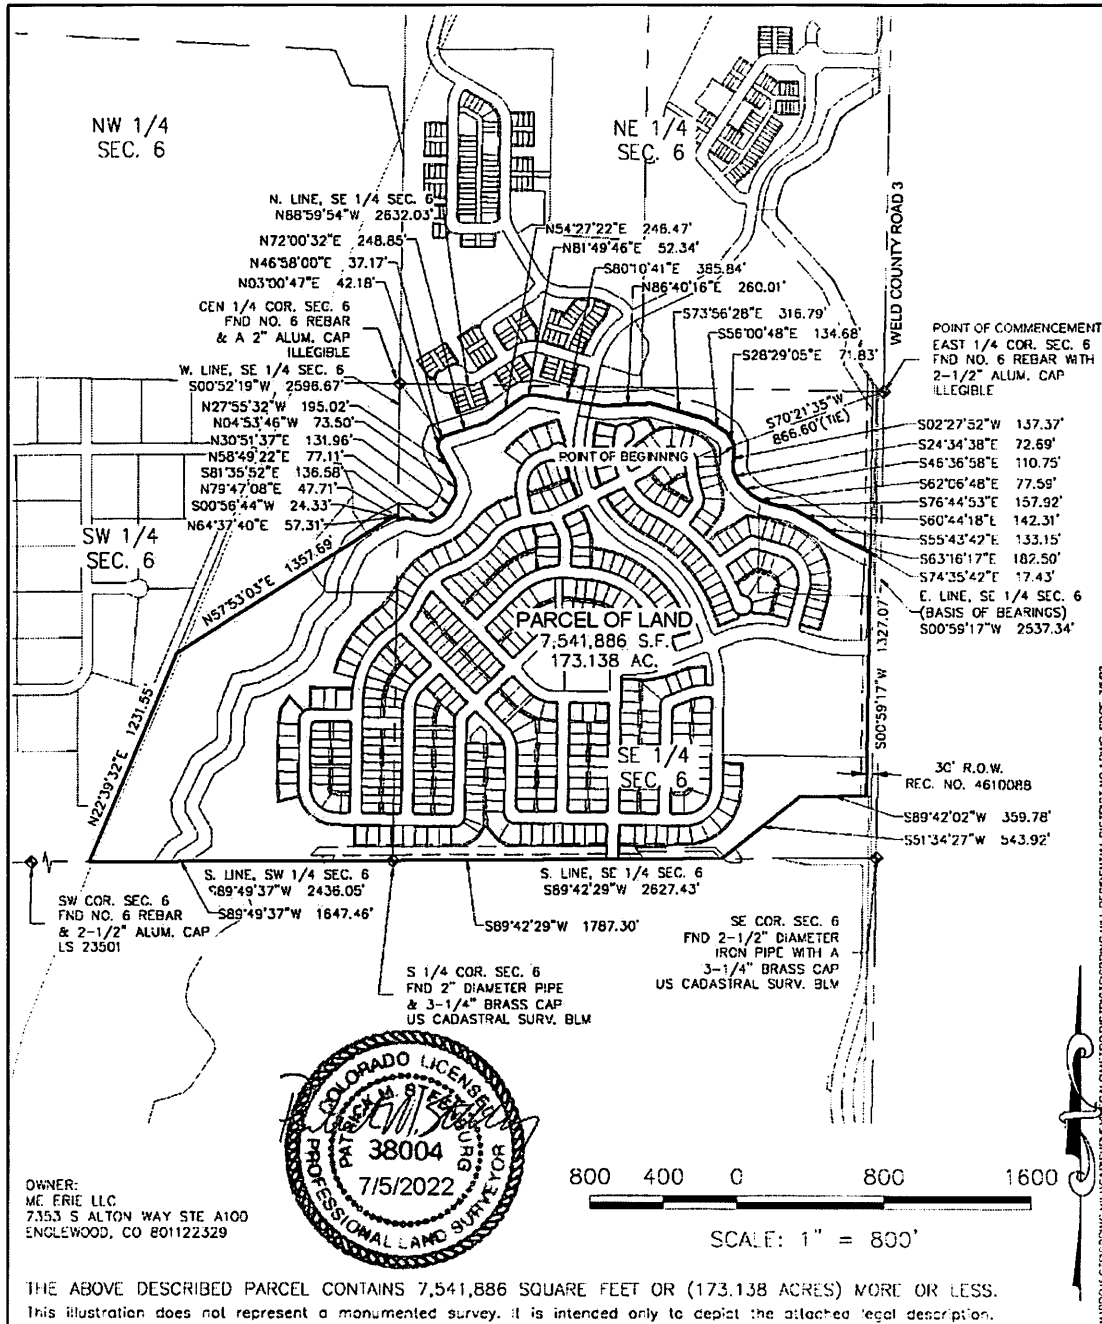 NW 1/4
SEC. 6
NE 1/4
SEC. 6
WELD COUNTY ROAD 3
N. LINE, SE 1/4 SEC. 6
N88°59'54"W 2632.03'
N72°00'32"E 248.85'
N46°58'00"E 37.17'
N03°00'47"E 42.18'
CEN 1/4 COR. SEC. 6
FND NO. 6 REBAR
& A 2" ALUM. CAP
ILLEGIBLE
W. LINE, SE 1/4 SEC. 6
S00°52'19"W 2598.67'
N27°55'32"W 195.02'
N04°53'46"W 73.50'
N30°51'37"E 131.96'
N58°49'22"E 77.11'
S81°35'52"E 136.58'
N79°47'08"E 47.71'
S00°56'44"W 24.33'
N64°37'40"E 57.31'
N54°27'22"E 246.47'
N81°49'46"E 52.34'
S80°10'41"E 385.84'
N86°40'16"E 260.01'
S73°56'28"E 316.79'
S56°00'48"E 134.68'
S28°29'05"E 71.83'
POINT OF COMMENCEMENT
EAST 1/4 COR. SEC. 6
FND NO. 6 REBAR WITH
2-1/2" ALUM. CAP
ILLEGIBLE
S70°21'35"W
866.60'(TIE)
POINT OF BEGINNING
S02°27'52"W 137.37'
S24°34'38"E 72.69'
S46°36'58"E 110.75'
S62°06'48"E 77.59'
S76°44'53"E 157.92'
S60°44'18"E 142.31'
S55°43'42"E 133.15'
S63°16'17"E 182.50'
S74°35'42"E 17.43'
E. LINE, SE 1/4 SEC. 6
(BASIS OF BEARINGS)
S00°59'17"W 2537.34'
SW 1/4
SEC. 6
N57°53'03"E 1357.69'
PARCEL OF LAND
7,541,886 S.F.
173.138 AC.
S00°59'17"W 1327.07'
N22°39'32"E 1231.55'
SE 1/4
SEC. 6
30' R.O.W.
REC. NO. 4610088
S89°42'02"W 359.78'
S51°34'27"W 543.92'
S. LINE, SW 1/4 SEC. 6
S89°49'37"W 2436.05'
S89°49'37"W 1647.46'
S. LINE, SE 1/4 SEC. 6
S89°42'29"W 2627.43'
S89°42'29"W 1787.30'
SW COR. SEC. 6
FND NO. 6 REBAR
& 2-1/2" ALUM. CAP
LS 23501
S 1/4 COR. SEC. 6
FND 2" DIAMETER PIPE
& 3-1/4" BRASS CAP
US CADASTRAL SURV. BLM
SE COR. SEC. 6
FND 2-1/2" DIAMETER
IRON PIPE WITH A
3-1/4" BRASS CAP
US CADASTRAL SURV. BLM
COLORADO LICENSED
PATRICK M. STEENBURG
38004
7/5/2022
PROFESSIONAL LAND SURVEYOR
OWNER:
ME ERIE LLC
7353 S ALTON WAY STE A100
ENGLEWOOD, CO 801122329
800 400 0 800 1600
SCALE: 1" = 800'
THE ABOVE DESCRIBED PARCEL CONTAINS 7,541,886 SQUARE FEET OR (173.138 ACRES) MORE OR LESS.
This illustration does not represent a monumented survey. It is intended only to depict the attached legal description.